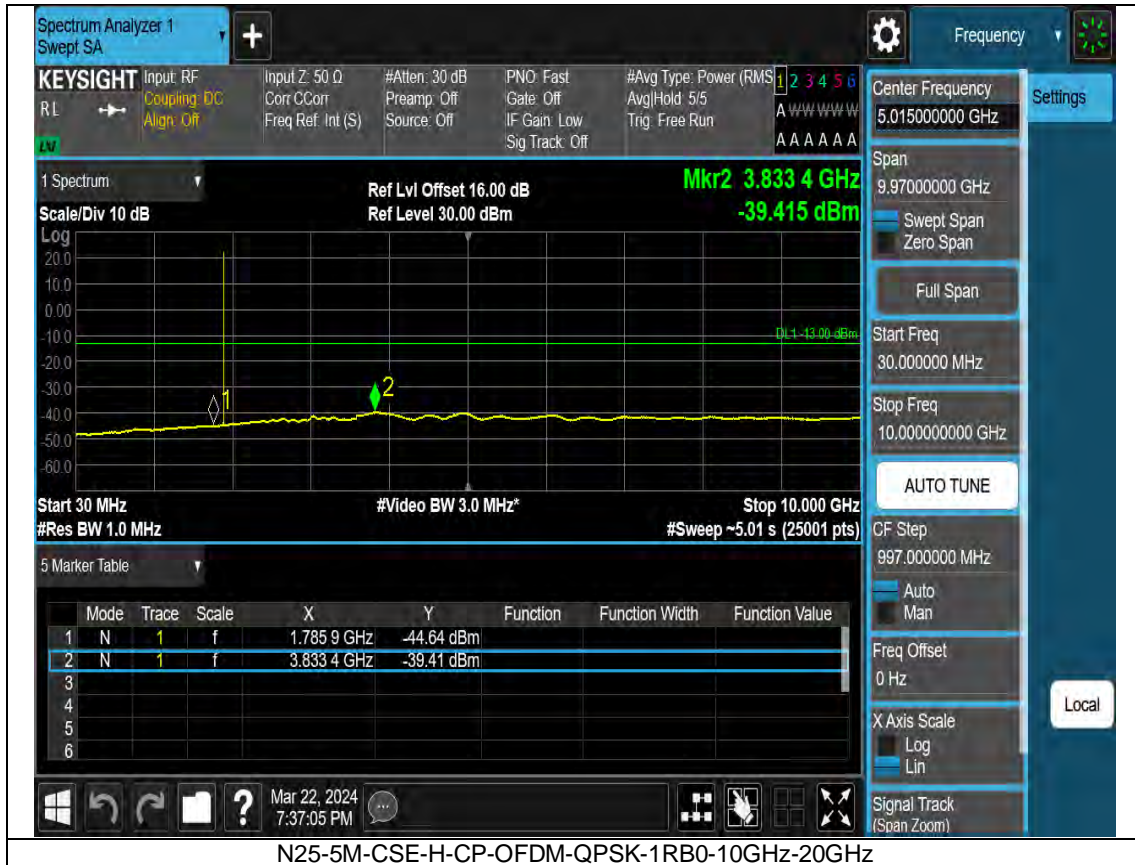 Spectrum Analyzer 1
Swept SA
+
Frequency
KEYSIGHT
RL
LXI
Input: RF
Coupling: DC
Align: Off
Input Z: 50 Ω
Corr CCorr
Freq Ref: Int (S)
#Atten: 30 dB
Preamp: Off
Source: Off
PNO: Fast
Gate: Off
IF Gain: Low
Sig Track: Off
#Avg Type: Power (RMS
Avg|Hold: 5/5
Trig: Free Run
1 2 3 4 5 6
A W W W W W
A A A A A A
1 Spectrum
Scale/Div 10 dB
Ref Lvl Offset 16.00 dB
Ref Level 30.00 dBm
Mkr2 3.833 4 GHz
-39.415 dBm
Log
20.0
10.0
0.00
-10.0
-20.0
-30.0
-40.0
-50.0
-60.0
DL1 -13.00 dBm
1
2
Start 30 MHz
#Video BW 3.0 MHz*
Stop 10.000 GHz
#Res BW 1.0 MHz
#Sweep ~5.01 s (25001 pts)
5 Marker Table
Mode Trace Scale X Y Function Function Width Function Value
1 N 1 f 1.785 9 GHz -44.64 dBm
2 N 1 f 3.833 4 GHz -39.41 dBm
3
4
5
6
?
Mar 22, 2024
7:37:05 PM
Center Frequency
5.015000000 GHz
Settings
Span
9.97000000 GHz
Swept Span
Zero Span
Full Span
Start Freq
30.000000 MHz
Stop Freq
10.000000000 GHz
AUTO TUNE
CF Step
997.000000 MHz
Auto
Man
Freq Offset
0 Hz
X Axis Scale
Log
Lin
Signal Track
(Span Zoom)
Local
N25-5M-CSE-H-CP-OFDM-QPSK-1RB0-10GHz-20GHz